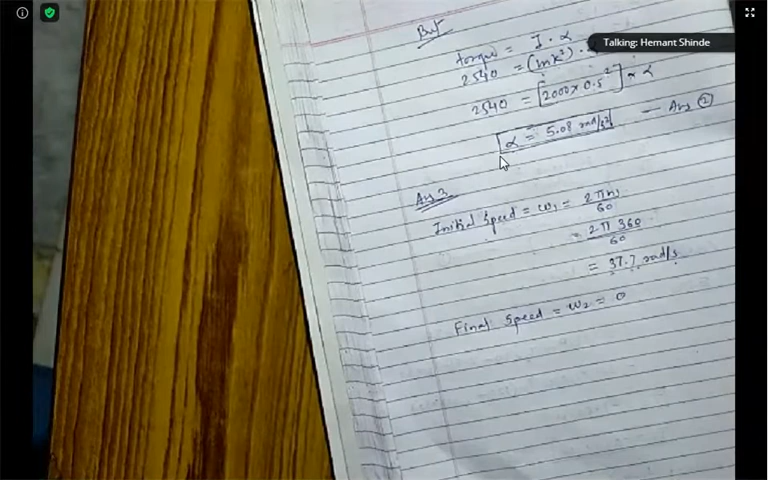 But
Talking: Hemant Shinde
torque = I · α
2540 = (mk²) ·
2540 = [2000 x 0.5²] x α
α = 5.08 rad/s² — Ans ②
Ans 3
Initial Speed = ω₁ = 2πn₁/60
= 2π 360/60
= 37.7 rad/s
Final Speed = ω₂ = 0